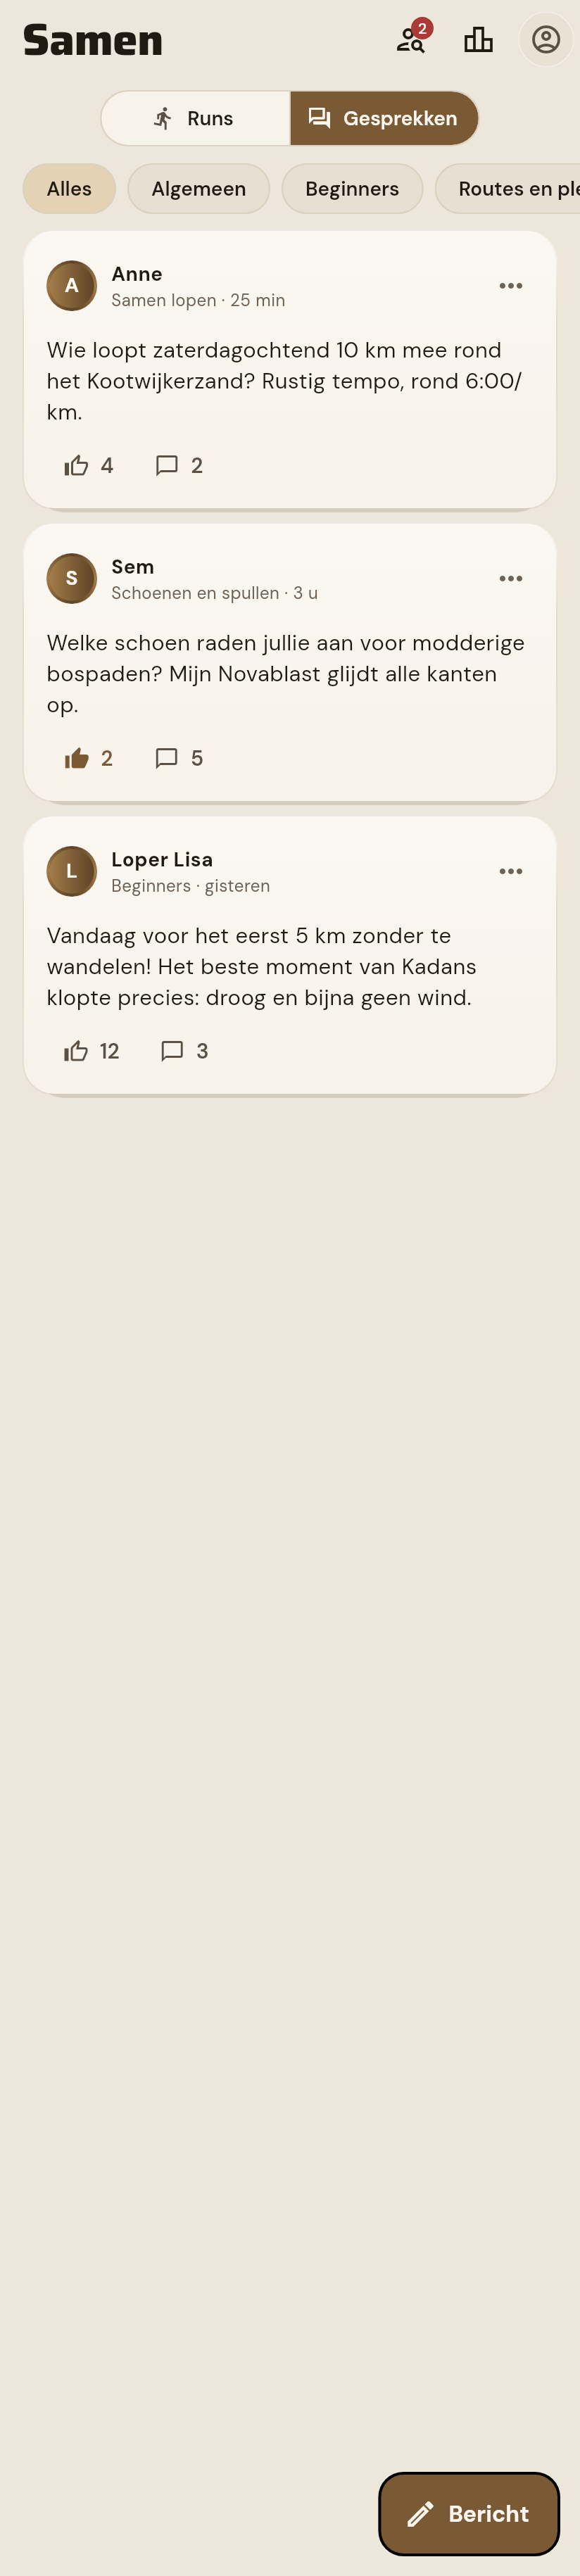 Samen
2
Runs
Gesprekken
Alles
Algemeen
Beginners
Routes en ple
A
Anne
Samen lopen · 25 min
Wie loopt zaterdagochtend 10 km mee rond
het Kootwijkerzand? Rustig tempo, rond 6:00/
km.
4
2
S
Sem
Schoenen en spullen · 3 u
Welke schoen raden jullie aan voor modderige
bospaden? Mijn Novablast glijdt alle kanten
op.
2
5
L
Loper Lisa
Beginners · gisteren
Vandaag voor het eerst 5 km zonder te
wandelen! Het beste moment van Kadans
klopte precies: droog en bijna geen wind.
12
3
Bericht